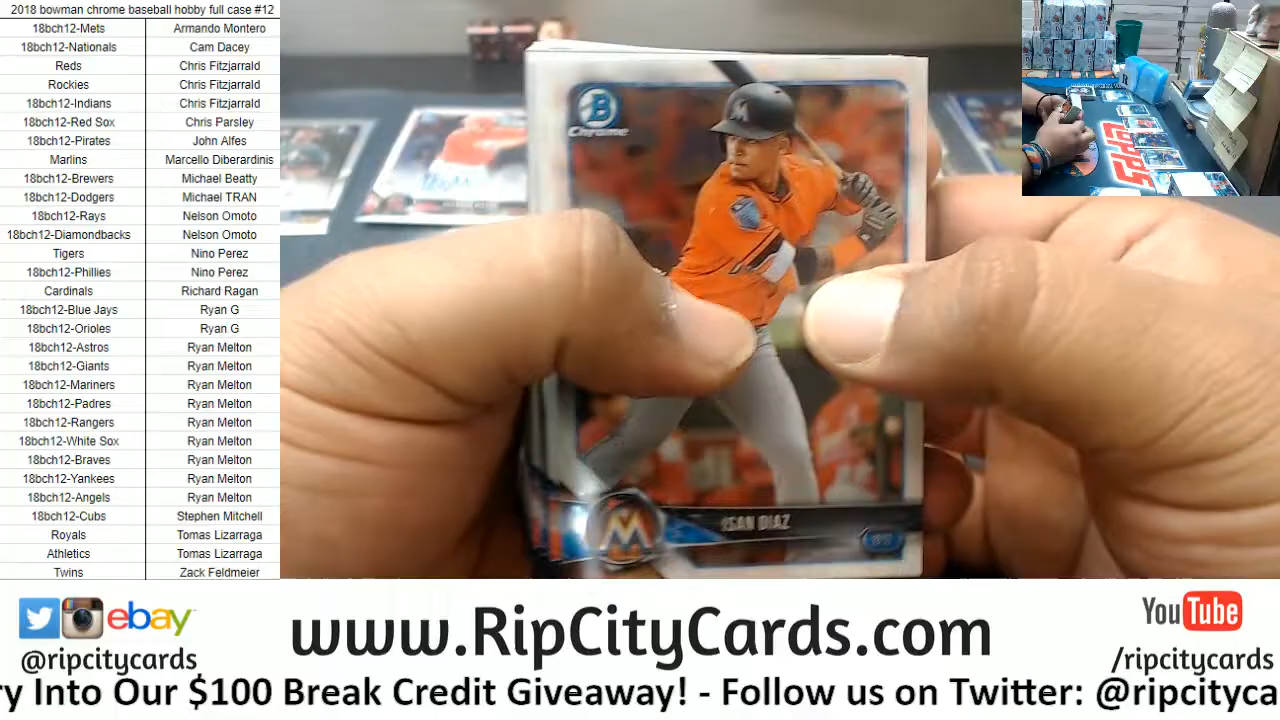 2018 bowman chrome baseball hobby full case #12
18bch12-Mets Armando Montero
18bch12-Nationals Cam Dacey
Reds Chris Fitzjarrald
Rockies Chris Fitzjarrald
18bch12-Indians Chris Fitzjarrald
18bch12-Red Sox Chris Parsley
18bch12-Pirates John Alfes
Marlins Marcello Diberardinis
18bch12-Brewers Michael Beatty
18bch12-Dodgers Michael TRAN
18bch12-Rays Nelson Omoto
18bch12-Diamondbacks Nelson Omoto
Tigers Nino Perez
18bch12-Phillies Nino Perez
Cardinals Richard Ragan
18bch12-Blue Jays Ryan G
18bch12-Orioles Ryan G
18bch12-Astros Ryan Melton
18bch12-Giants Ryan Melton
18bch12-Mariners Ryan Melton
18bch12-Padres Ryan Melton
18bch12-Rangers Ryan Melton
18bch12-White Sox Ryan Melton
18bch12-Braves Ryan Melton
18bch12-Yankees Ryan Melton
18bch12-Angels Ryan Melton
18bch12-Cubs Stephen Mitchell
Royals Tomas Lizarraga
Athletics Tomas Lizarraga
Twins Zack Feldmeier
B
Chrome
M
ISAN DIAZ
TOPPS
ebay
@ripcitycards
www.RipCityCards.com
YouTube
/ripcitycards
ry Into Our $100 Break Credit Giveaway! - Follow us on Twitter: @ripcityca